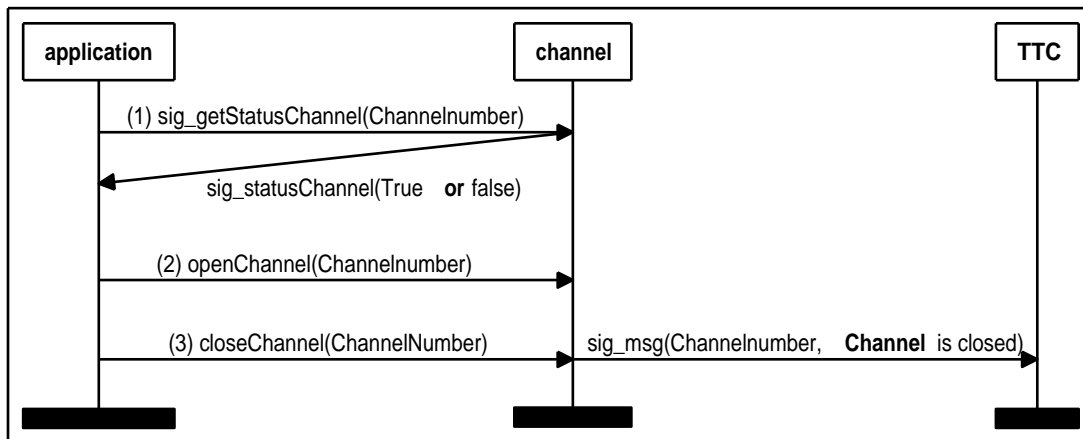 application channel TTC
(1) sig_getStatusChannel(Channelnumber)
sig_statusChannel(True or false)
(2) openChannel(Channelnumber)
(3) closeChannel(ChannelNumber) sig_msg(Channelnumber, Channel is closed)